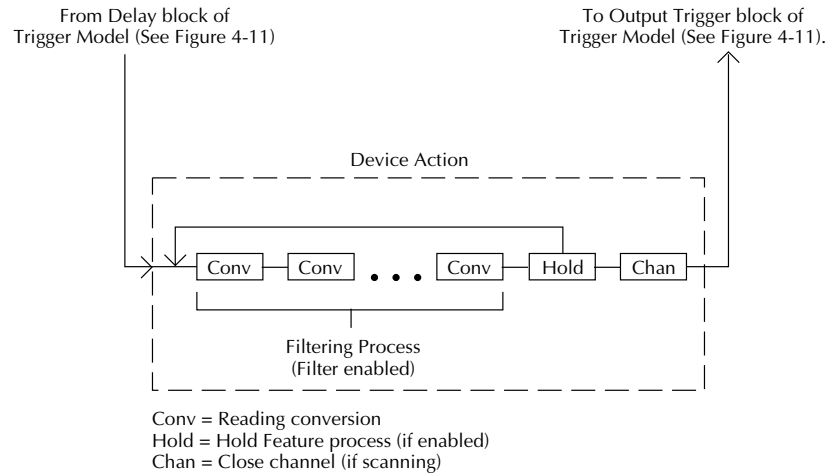 From Delay block of
Trigger Model (See Figure 4-11)
To Output Trigger block of
Trigger Model (See Figure 4-11).
Device Action
Conv
Conv
Conv
Hold
Chan
Filtering Process
(Filter enabled)
Conv = Reading conversion
Hold = Hold Feature process (if enabled)
Chan = Close channel (if scanning)